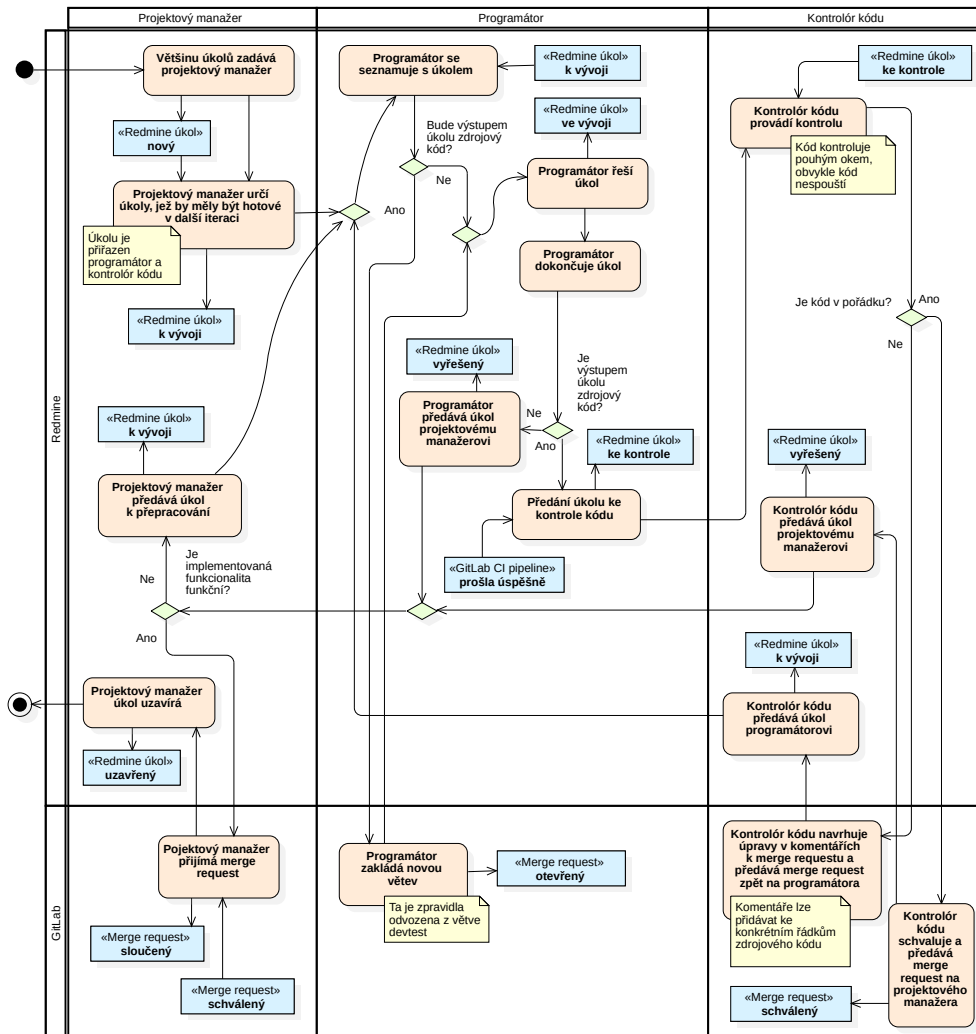 Projektový manažer
Programátor
Kontrolór kódu
Redmine
Většinu úkolů zadává
projektový manažer
«Redmine úkol»
nový
Projektový manažer určí
úkoly, jež by měly být hotové
v další iteraci
Úkolu je
přiřazen
programátor a
kontrolór kódu
«Redmine úkol»
k vývoji
«Redmine úkol»
k vývoji
Projektový manažer
předává úkol
k přepracování
Je
implementovaná
funkcionalita
funkční?
Ne
Ano
Projektový manažer
úkol uzavírá
«Redmine úkol»
uzavřený
Programátor se
seznamuje s úkolem
«Redmine úkol»
k vývoji
Bude výstupem
úkolu zdrojový
kód?
Ne
Ano
«Redmine úkol»
ve vývoji
Programátor řeší
úkol
Programátor
dokončuje úkol
«Redmine úkol»
vyřešený
Je
výstupem
úkolu
zdrojový
kód?
Programátor
předává úkol
projektovému
manažerovi
Ne
Ano
«Redmine úkol»
ke kontrole
Předání úkolu ke
kontrole kódu
«GitLab CI pipeline»
prošla úspěšně
«Redmine úkol»
ke kontrole
Kontrolór kódu
provádí kontrolu
Kód kontroluje
pouhým okem,
obvykle kód
nespouští
Je kód v pořádku?
Ano
Ne
«Redmine úkol»
vyřešený
Kontrolór kódu
předává úkol
projektovému
manažerovi
«Redmine úkol»
k vývoji
Kontrolór kódu
předává úkol
programátorovi
GitLab
Pojektový manažer
přijímá merge
request
«Merge request»
sloučený
«Merge request»
schválený
Programátor
zakládá novou
větev
Ta je zpravidla
odvozena z větve
devtest
«Merge request»
otevřený
Kontrolór kódu navrhuje
úpravy v komentářích
k merge requestu a
předává merge request
zpět na programátora
Komentáře lze
přidávat ke
konkrétním řádkům
zdrojového kódu
Kontrolór
kódu
schvaluje a
předává
merge
request na
projektového
manažera
«Merge request»
schválený